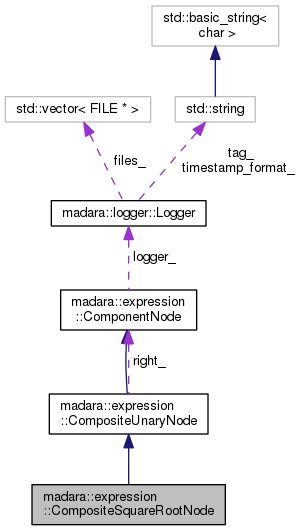 std::basic_string<
char >
std::vector< FILE * >
std::string
files_
tag_
timestamp_format_
madara::logger::Logger
logger_
madara::expression
::ComponentNode
right_
madara::expression
::CompositeUnaryNode
madara::expression
::CompositeSquareRootNode